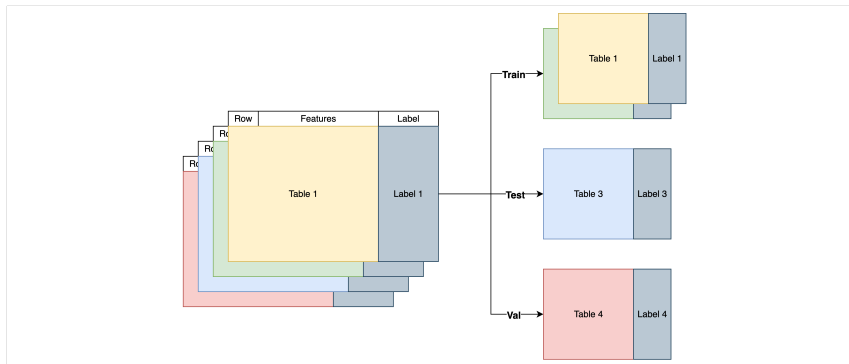 Row Features Label
Ro
Ro
Ro
Table 1 Label 1
Train
Table 1 Label 1
Test
Table 3 Label 3
Val
Table 4 Label 4